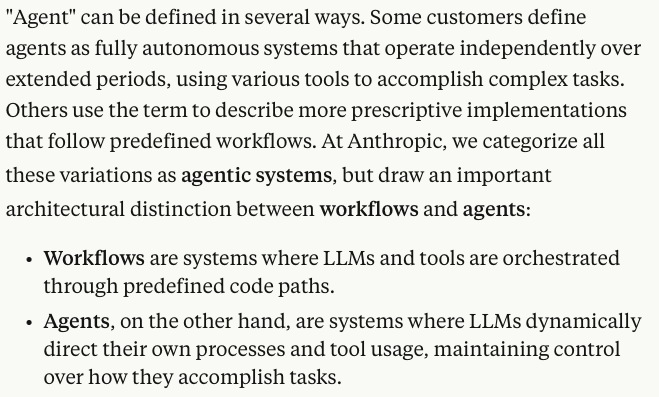 "Agent" can be defined in several ways. Some customers define
agents as fully autonomous systems that operate independently over
extended periods, using various tools to accomplish complex tasks.
Others use the term to describe more prescriptive implementations
that follow predefined workflows. At Anthropic, we categorize all
these variations as agentic systems, but draw an important
architectural distinction between workflows and agents:
• Workflows are systems where LLMs and tools are orchestrated
through predefined code paths.
• Agents, on the other hand, are systems where LLMs dynamically
direct their own processes and tool usage, maintaining control
over how they accomplish tasks.